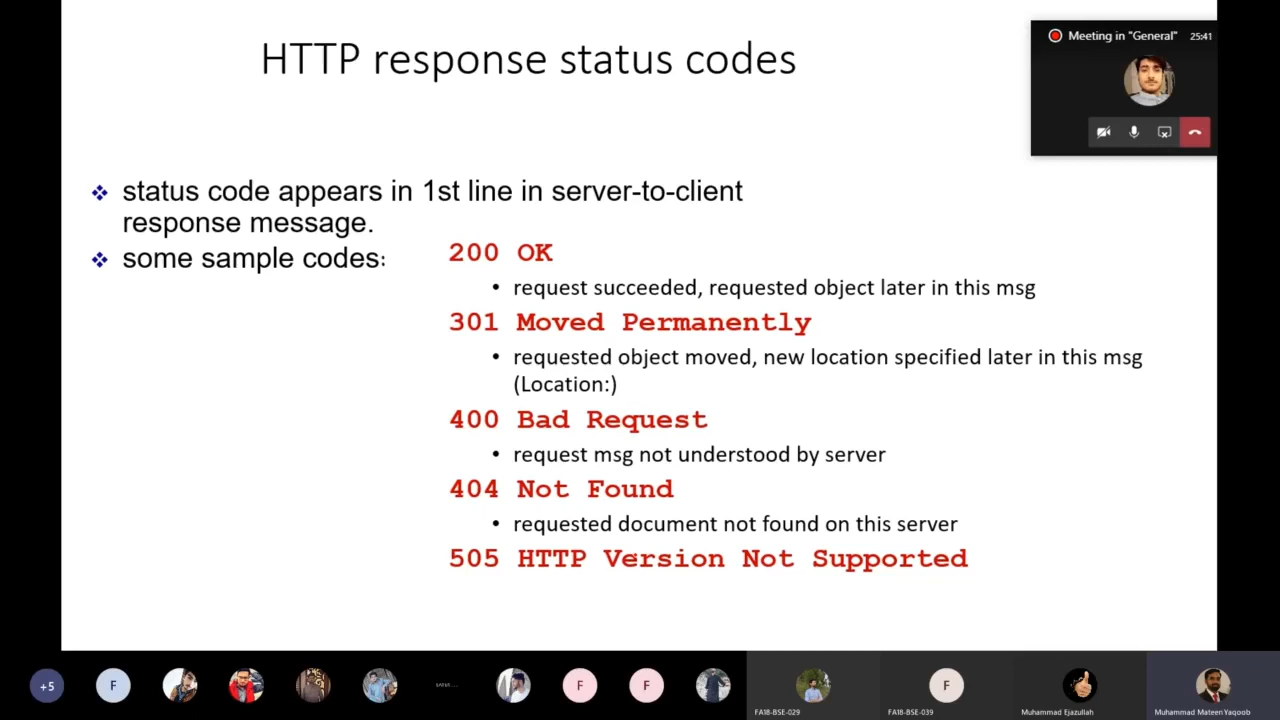 HTTP response status codes
Meeting in "General" 25:41
status code appears in 1st line in server-to-client
response message.
some sample codes:
200 OK
• request succeeded, requested object later in this msg
301 Moved Permanently
• requested object moved, new location specified later in this msg
(Location:)
400 Bad Request
• request msg not understood by server
404 Not Found
• requested document not found on this server
505 HTTP Version Not Supported
+5 F F F F
FA18-BSE-029 FA18-BSE-039 Muhammad Ejazullah Muhammad Mateen Yaqoob